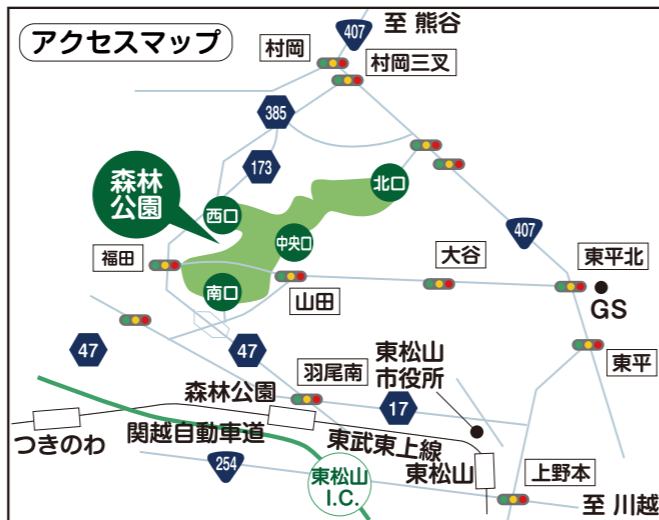 アクセスマップ
407
至 熊谷
村岡
村岡三叉
385
173
森林
公園
北口
西口
中央口
407
福田
大谷
東平北
南口
山田
GS
47
47
東松山
市役所
東平
羽尾南
森林公園
17
つきのわ
関越自動車道
東武東上線
254
東松山
I.C.
東松山
上野本
至 川越